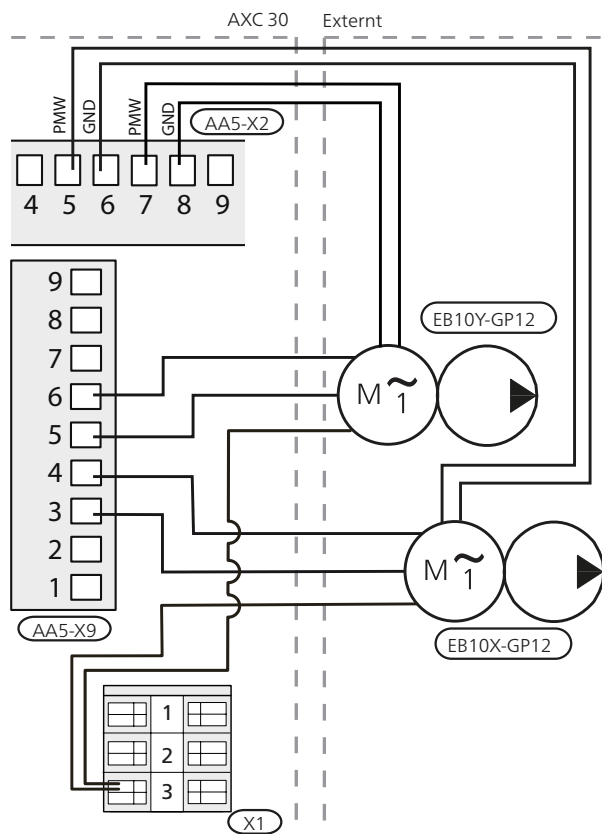 AXC 30
Externt
PMW
GND
PMW
GND
AA5-X2
4 5 6 7 8 9
9
8
7
6
5
4
3
2
1
AA5-X9
EB10Y-GP12
M ~ 1
M ~ 1
EB10X-GP12
1
2
3
X1